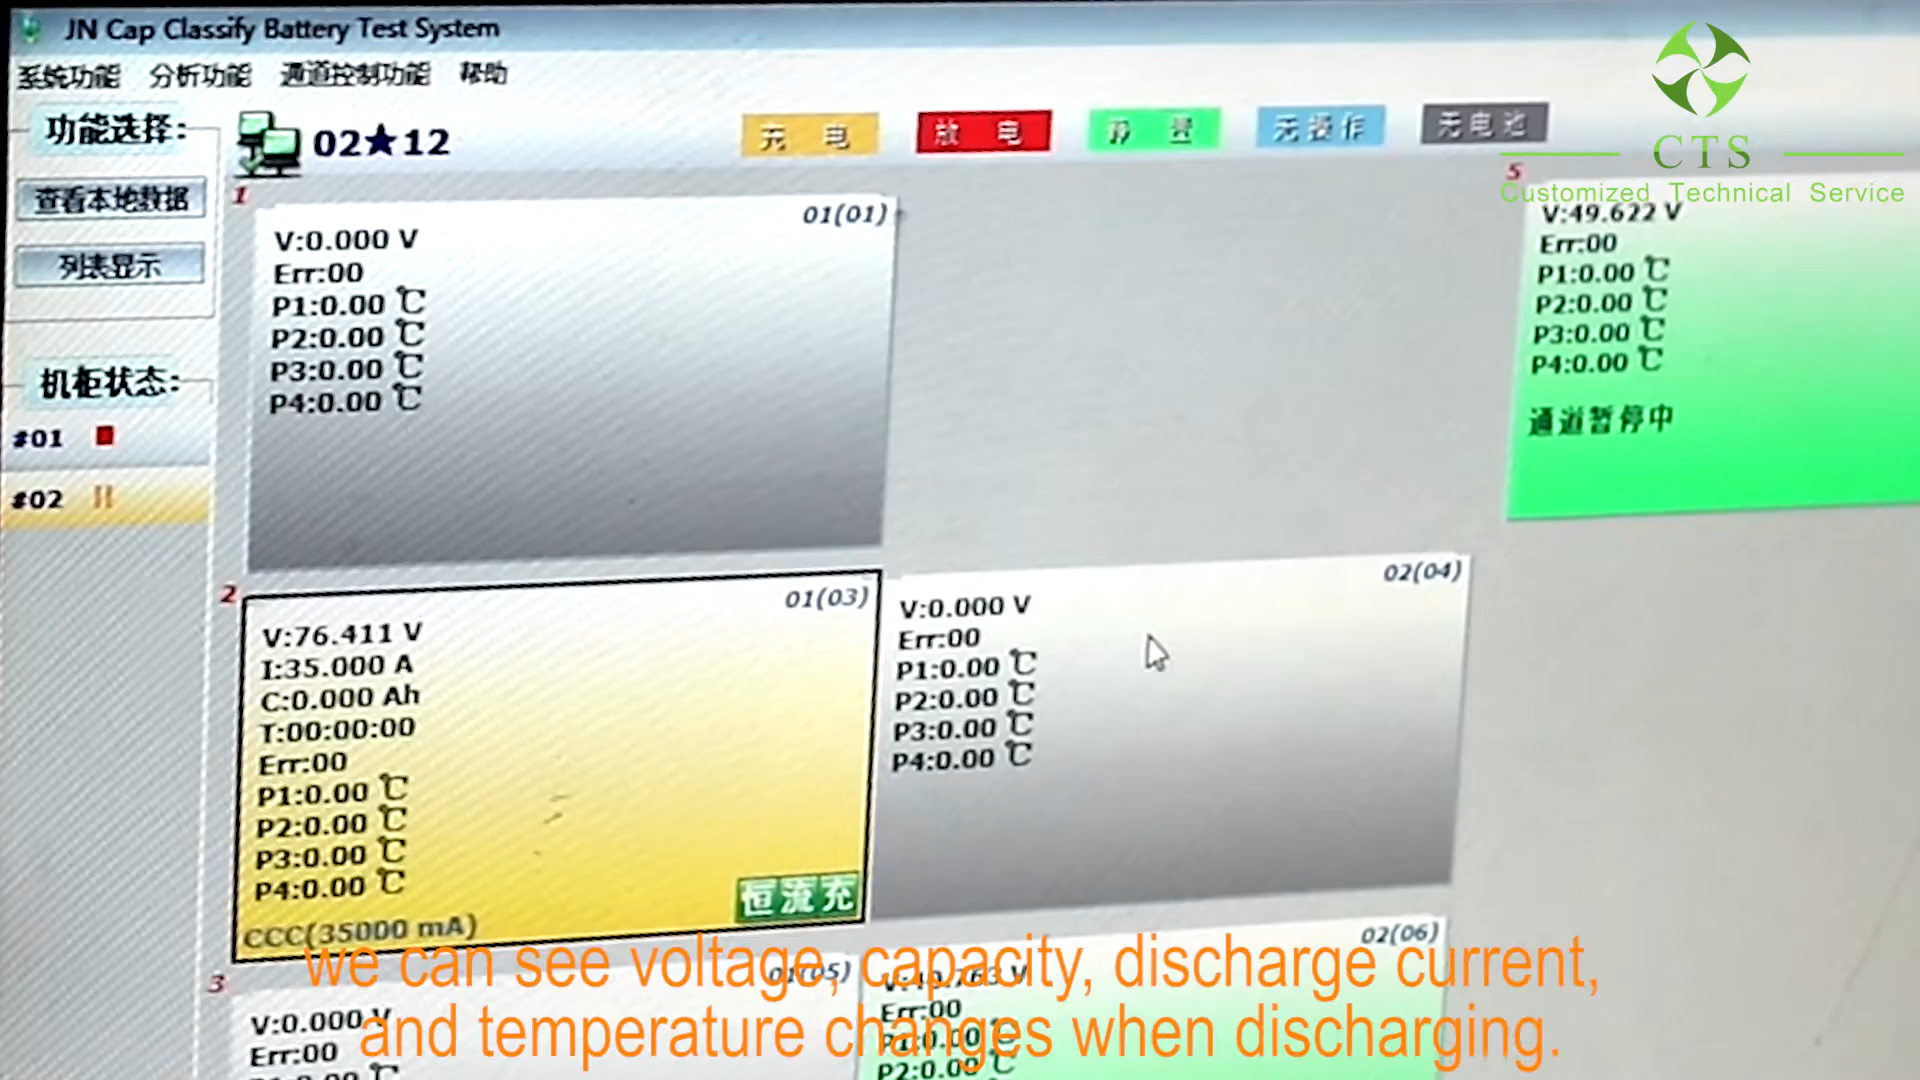 JN Cap Classify Battery Test System
系统功能 分析功能 通道控制功能 帮助
功能选择:
查看本地数据
列表显示
机柜状态:
#01
#02
02★12
充 电
放 电
静 置
无操作
无电池
CTS
Customized Technical Service
1
01(01)
V:0.000 V
Err:00
P1:0.00 ℃
P2:0.00 ℃
P3:0.00 ℃
P4:0.00 ℃
5
V:49.622 V
Err:00
P1:0.00 ℃
P2:0.00 ℃
P3:0.00 ℃
P4:0.00 ℃
通道暂停中
2
01(03)
V:76.411 V
I:35.000 A
C:0.000 Ah
T:00:00:00
Err:00
P1:0.00 ℃
P2:0.00 ℃
P3:0.00 ℃
P4:0.00 ℃
恒流充
CCC(35000 mA)
02(04)
V:0.000 V
Err:00
P1:0.00 ℃
P2:0.00 ℃
P3:0.00 ℃
P4:0.00 ℃
3
01(05)
V:0.000 V
Err:00
02(06)
Err:00
P1:0.00 ℃
P2:0.00 ℃
we can see voltage, capacity, discharge current,
and temperature changes when discharging.